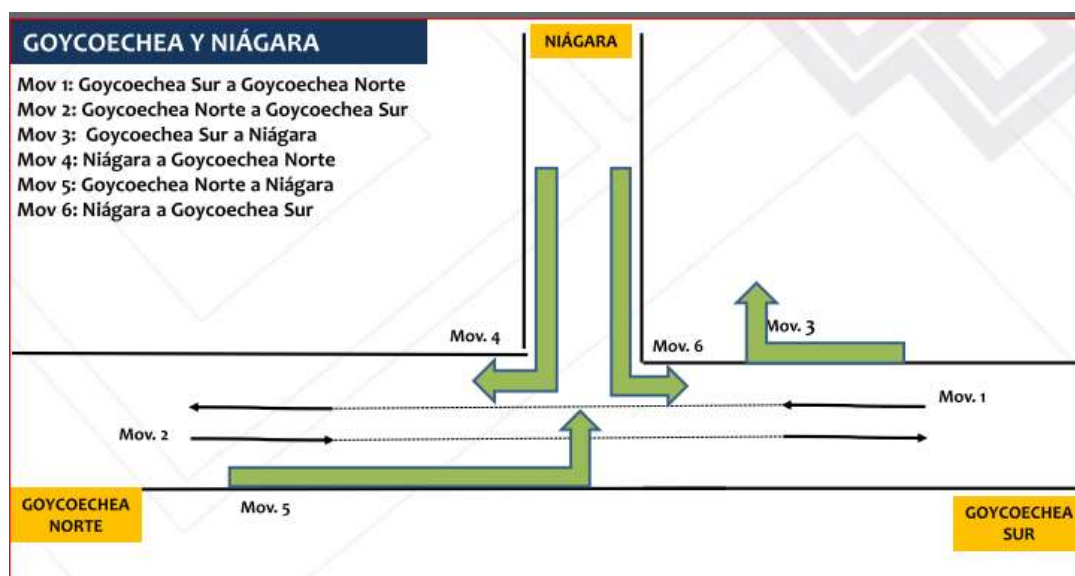 GOYCOECHEA Y NIÁGARA
NIÁGARA
Mov 1: Goycoechea Sur a Goycoechea Norte
Mov 2: Goycoechea Norte a Goycoechea Sur
Mov 3:  Goycoechea Sur a Niágara
Mov 4: Niágara a Goycoechea Norte
Mov 5: Goycoechea Norte a Niágara
Mov 6: Niágara a Goycoechea Sur
Mov. 4
Mov. 6
Mov. 3
Mov. 1
Mov. 2
Mov. 5
GOYCOECHEA
NORTE
GOYCOECHEA
SUR